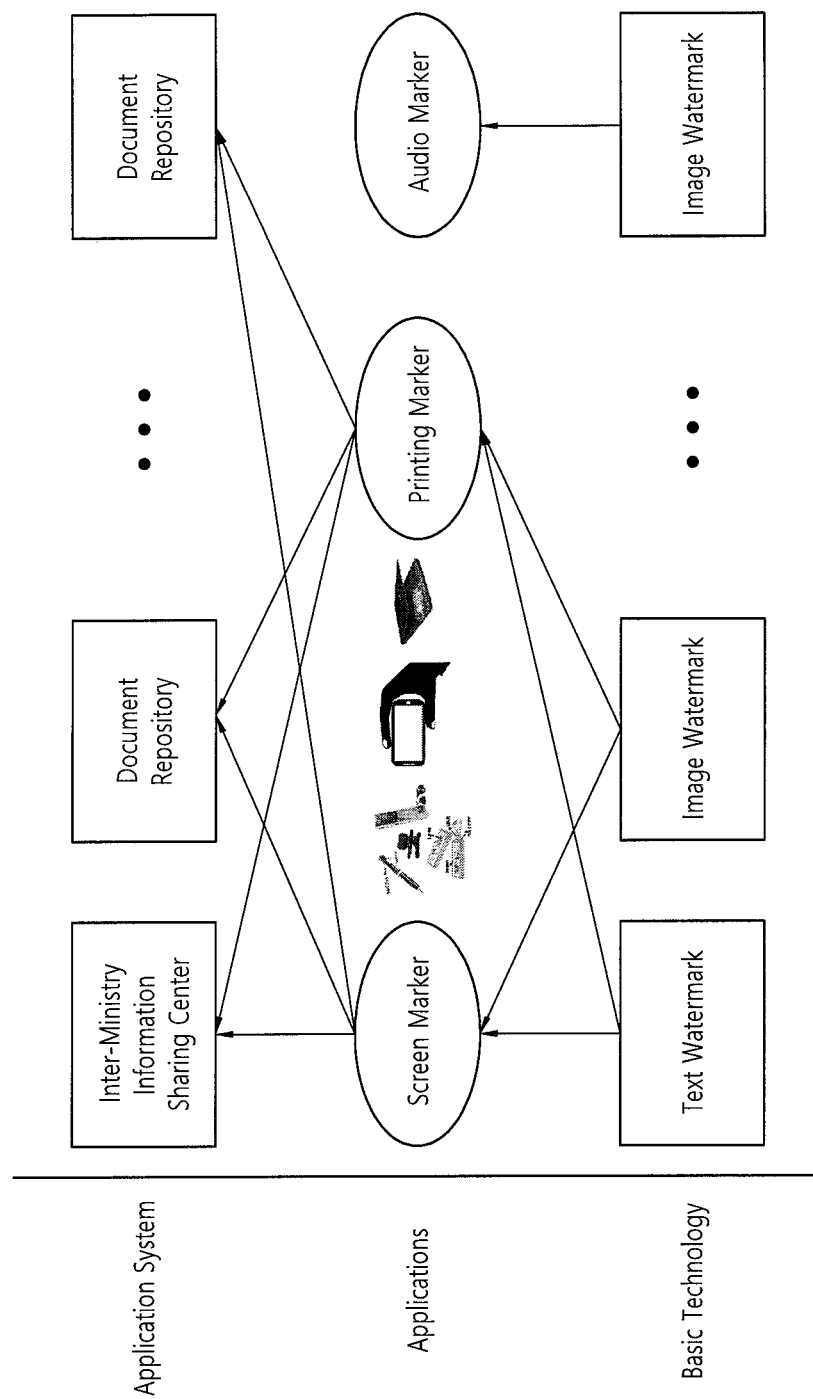 Application System
Inter-Ministry
Information
Sharing Center
Document
Repository
Document
Repository
Applications
Screen Marker
Printing Marker
Audio Marker
Basic Technology
Text Watermark
Image Watermark
Image Watermark